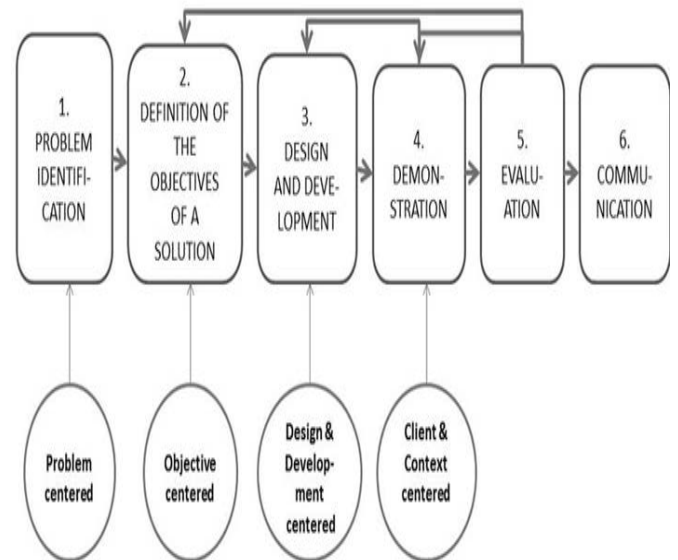 1.
PROBLEM
IDENTIFI-
CATION
2.
DEFINITION OF
THE
OBJECTIVES
OF A
SOLUTION
3.
DESIGN
AND DEVE-
LOPMENT
4.
DEMON-
STRATION
5.
EVALU-
ATION
6.
COMMU-
NICATION
Problem
centered
Objective
centered
Design &
Develop-
ment
centered
Client &
Context
centered